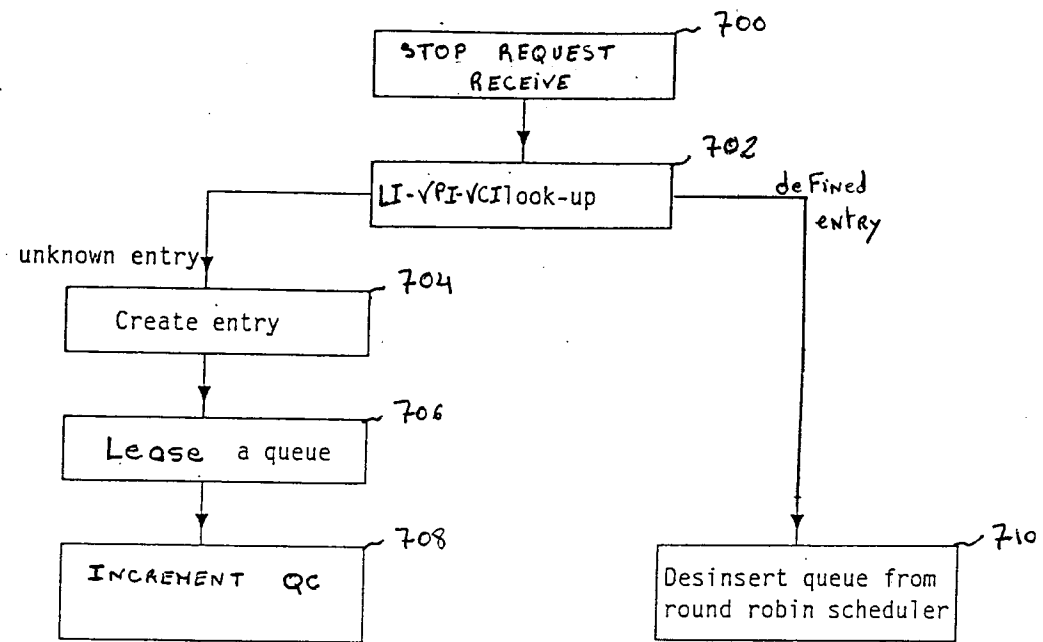 700
STOP REQUEST
RECEIVE
702
LI-VPI-VCI look-up
defined
entry
unknown entry
704
Create entry
706
Lease a queue
708
INCREMENT QC
710
Desinsert queue from
round robin scheduler